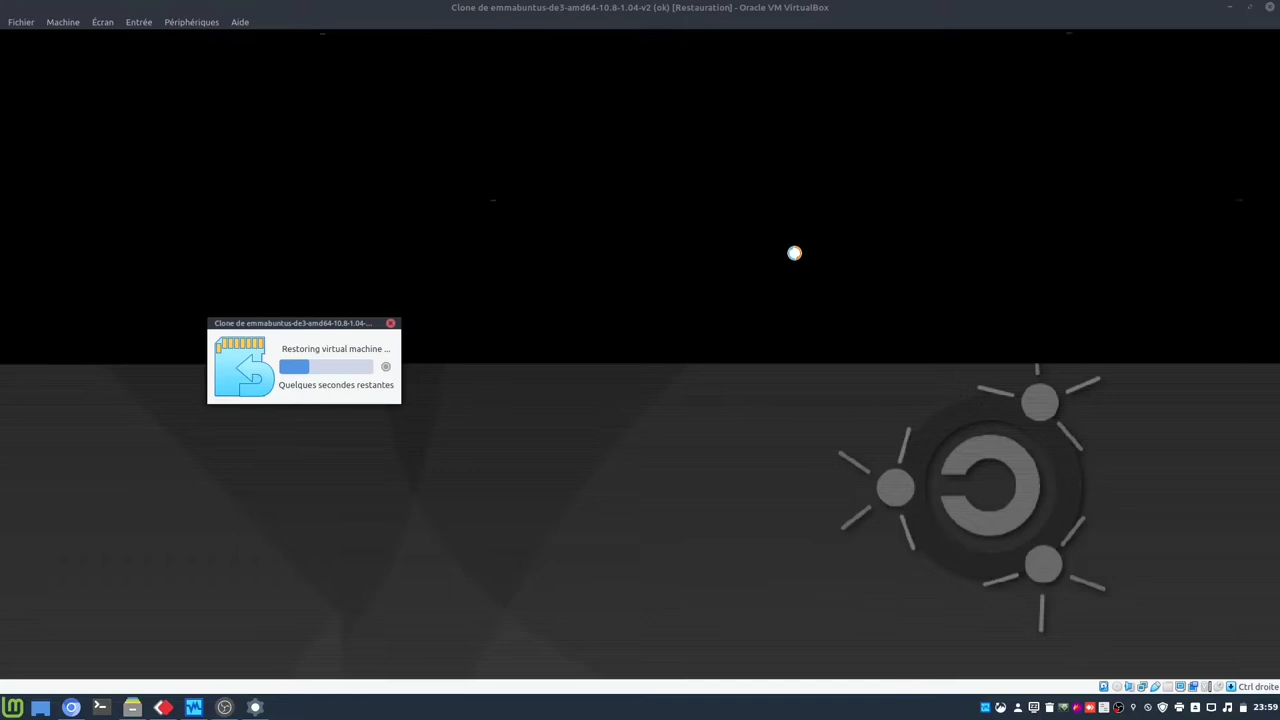 Clone de emmabuntus-de3-amd64-10.8-1.04-v2 (ok) [Restauration] - Oracle VM VirtualBox
Fichier Machine Écran Entrée Périphériques Aide
Clone de emmabuntus-de3-amd64-10.8-1.04-...
Restoring virtual machine ...
Quelques secondes restantes
Ctrl droite
23:59